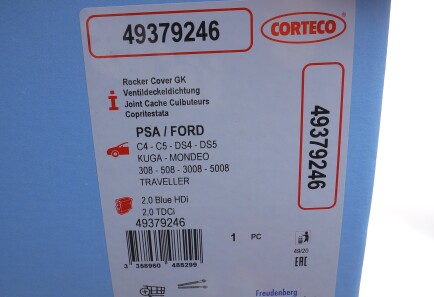 49379246
CORTECO
Rocker Cover GK
Ventildeckeldichtung
Joint Cache Culbuteurs
Copritestata
49379246
PSA / FORD
C4 - C5 - DS4 - DS5
KUGA - MONDEO
308 - 508 - 3008 - 5008
TRAVELLER
2,0 Blue HDi
2,0 TDCi
49379246
1 PC
49/20
EAC
3 358960 488299
Freudenberg